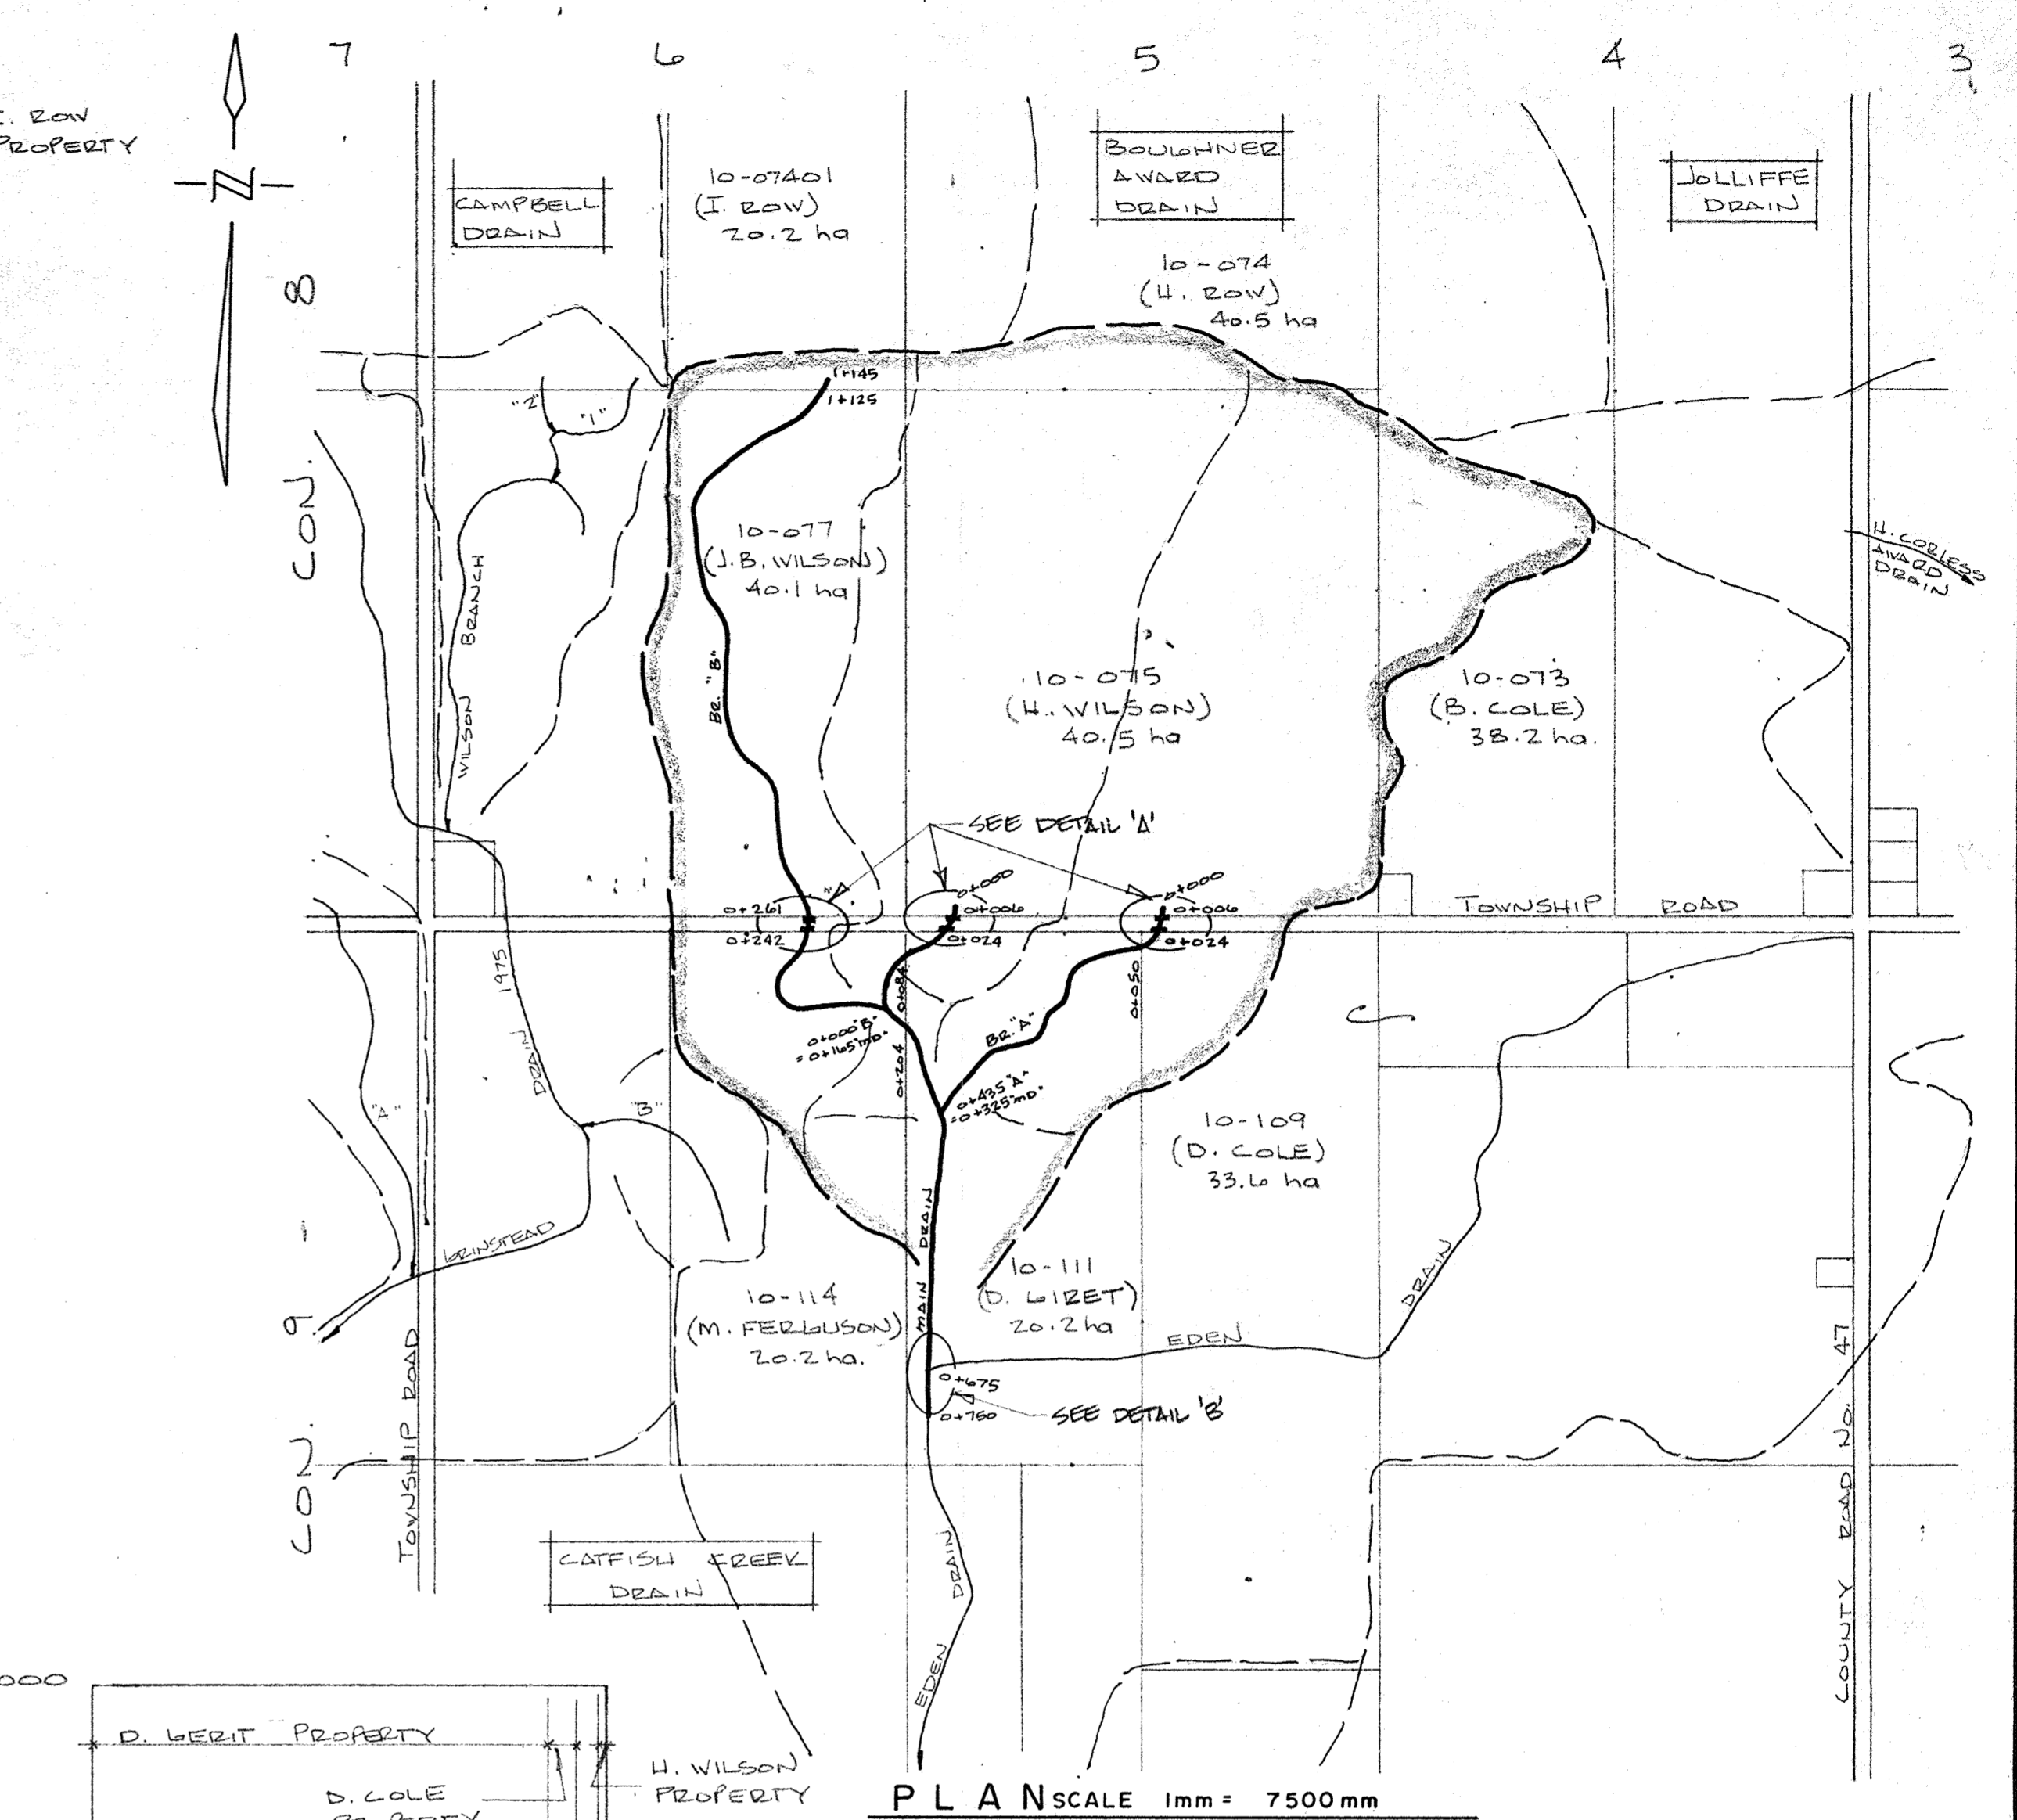 7
6
5
4
3
ROW
PROPERTY
N
CAMPBELL
DRAIN
10-07401
(I. ROW)
20.2 ha
BOUGHNER
AWARD
DRAIN
JOLLIFFE
DRAIN
10-074
(H. ROW)
40.5 ha
CON. 8
1+145
1+125
"2"
"1"
10-077
(J.B. WILSON)
40.1 ha
H. CORLESS
AWARD
DRAIN
WILSON BRANCH
BR. "B"
10-075
(H. WILSON)
40.5 ha
10-073
(B. COLE)
38.2 ha.
SEE DETAIL 'A'
0+261
0+242
0+000
0+006
0+024
0+000
0+006
0+024
TOWNSHIP ROAD
1975
DRAIN
0+084
0+050
0+000"B"
=0+165"MD"
0+204
BR. "A"
0+435"A"
=0+325"MD"
"A"
"B"
10-109
(D. COLE)
33.6 ha
GRINSTEAD
MAIN DRAIN
10-114
(M. FERGUSON)
20.2 ha.
10-111
(D. GIRET)
20.2 ha
EDEN
DRAIN
0+675
0+750
SEE DETAIL 'B'
CON. 9
TOWNSHIP ROAD
COUNTY ROAD No. 47
CATFISH CREEK
DRAIN
EDEN DRAIN
000
D. GERIT PROPERTY
D. COLE
PROPERTY
H. WILSON
PROPERTY
PLAN SCALE 1mm = 7500mm